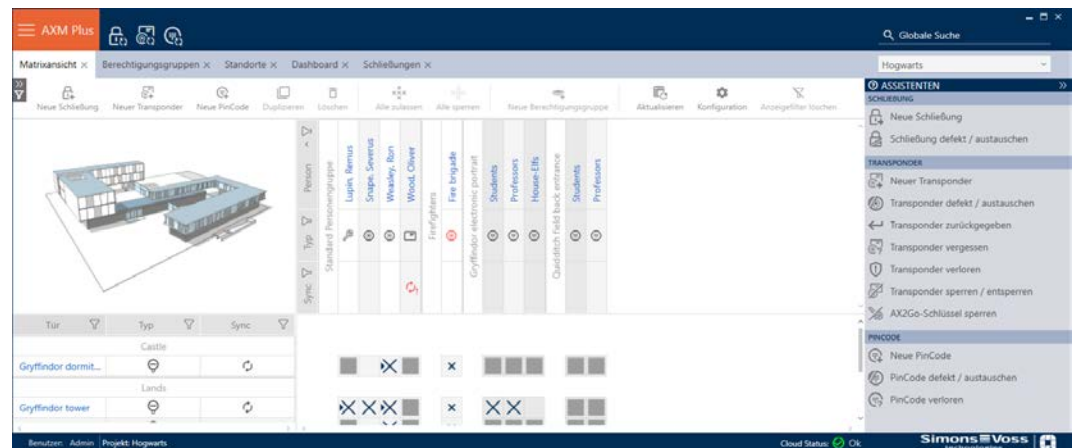 AXM Plus
Globale Suche
Matrixansicht × Berechtigungsgruppen × Standorte × Dashboard × Schließungen ×
Hogwarts
Neue Schließung Neuer Transponder Neue PinCode Duplizieren Löschen Alle zulassen Alle sperren Neue Berechtigungsgruppe Aktualisieren Konfiguration Anzeigefilter löschen
ASSISTENTEN
SCHLIEßUNG
Neue Schließung
Schließung defekt / austauschen
TRANSPONDER
Neuer Transponder
Transponder defekt / austauschen
Transponder zurückgegeben
Transponder vergessen
Transponder verloren
Transponder sperren / entsperren
AX2Go-Schlüssel sperren
PINCODE
Neue PinCode
PinCode defekt / austauschen
PinCode verloren
Person
Typ
Sync
Standard Personengruppe
Lupin, Remus
Snape, Severus
Weasley, Ron
Wood, Oliver
Firefighters
Fire brigade
Gryffindor electronic portrait
Students
Professors
House-Elfs
Quidditch field back entrance
Students
Professors
Tür Typ Sync
Castle
Gryffindor dormit...
Lands
Gryffindor tower
Benutzer: Admin Projekt: Hogwarts
Cloud Status: Ok
Simons Voss
technologies